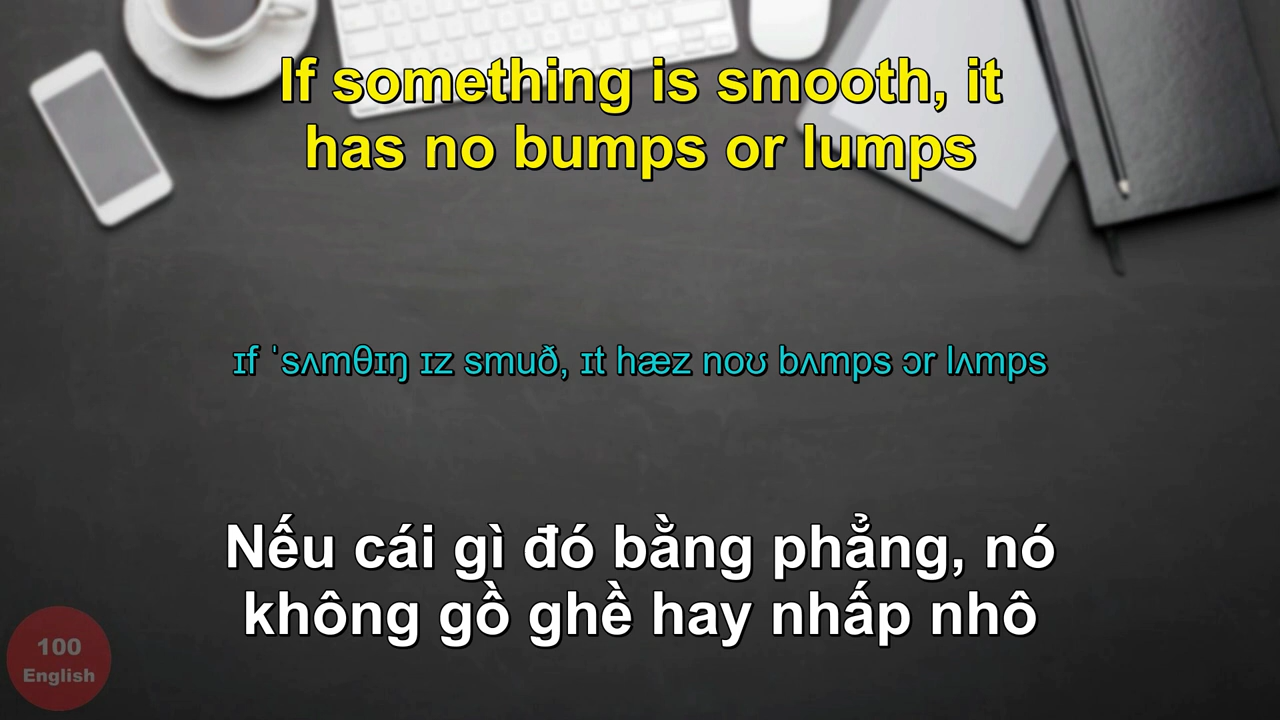 If something is smooth, it
has no bumps or lumps
ɪf ˈsʌmθɪŋ ɪz smuð, ɪt hæz noʊ bʌmps ɔr lʌmps
Nếu cái gì đó bằng phẳng, nó
không gồ ghề hay nhấp nhô
100
English